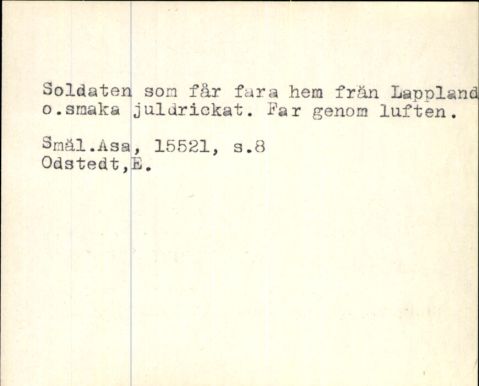 Soldaten som får fara hem från Lappland
o.smaka juldrickat. Far genom luften.
Smål.Asa, 15521, s.8
Odstedt,E.